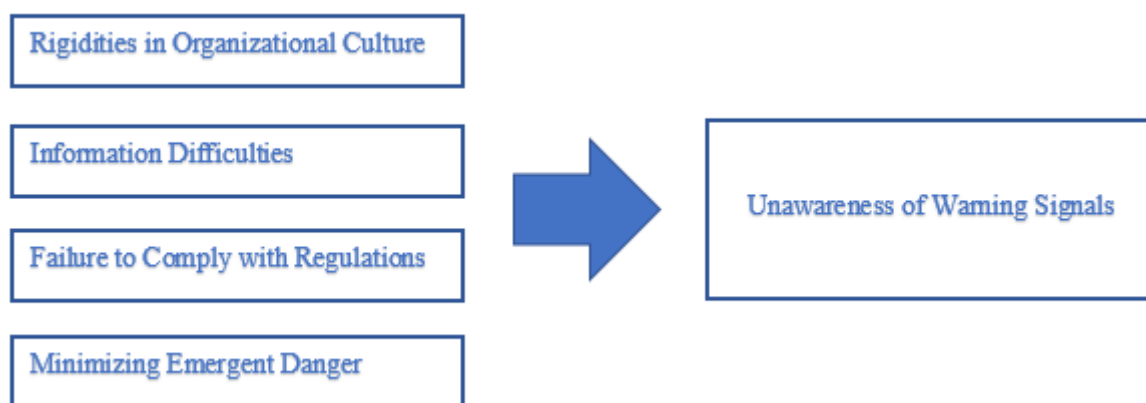 Rigidities in Organizational Culture
Information Difficulties
Failure to Comply with Regulations
Minimizing Emergent Danger
Unawareness of Warning Signals